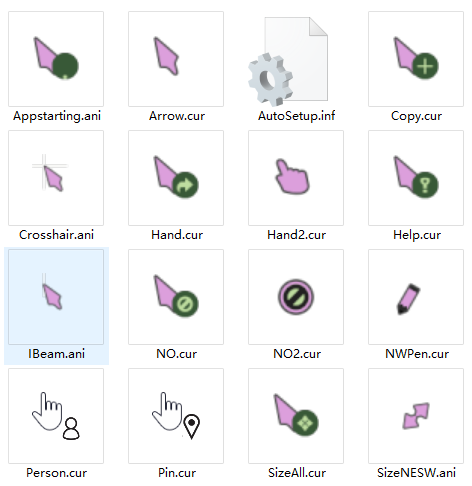 Appstarting.ani
Arrow.cur
AutoSetup.inf
Copy.cur
Crosshair.ani
Hand.cur
Hand2.cur
Help.cur
IBeam.ani
NO.cur
NO2.cur
NWPen.cur
Person.cur
Pin.cur
SizeAll.cur
SizeNESW.ani